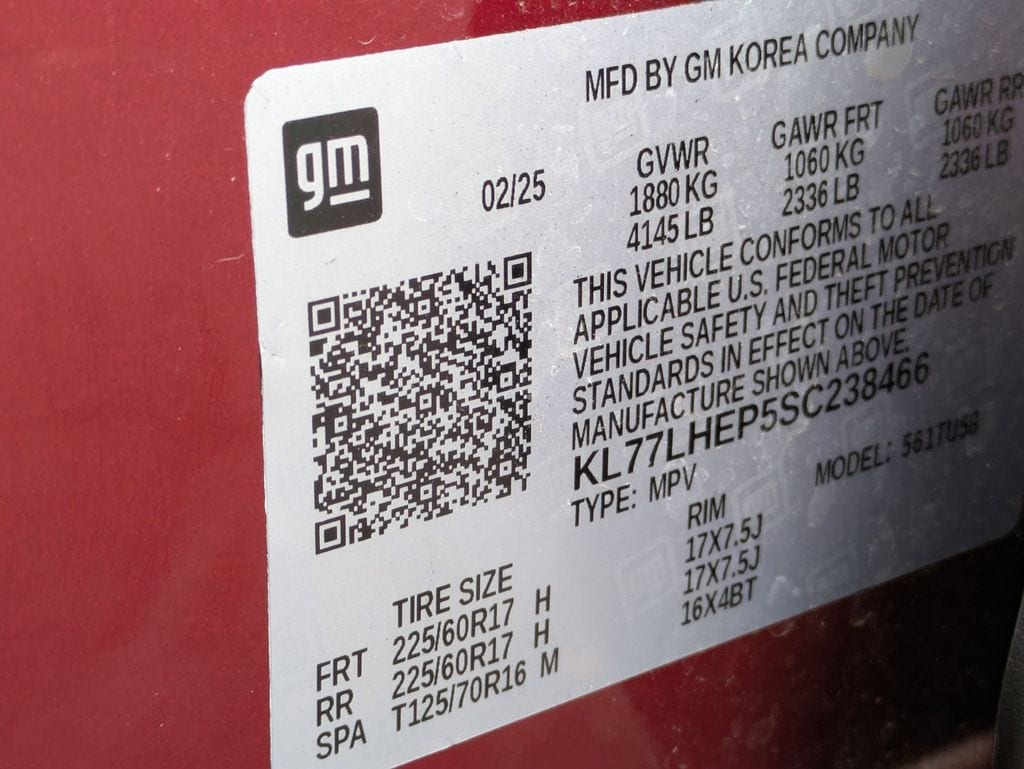 gm
MFD BY GM KOREA COMPANY
02/25 GVWR GAWR FRT GAWR RR
1880 KG 1060 KG 1060 KG
4145 LB 2336 LB 2336 LB
THIS VEHICLE CONFORMS TO ALL
APPLICABLE U.S. FEDERAL MOTOR
VEHICLE SAFETY AND THEFT PREVENTION
STANDARDS IN EFFECT ON THE DATE OF
MANUFACTURE SHOWN ABOVE.
KL77LHEP5SC238466
TYPE: MPV MODEL: 561TU58
TIRE SIZE RIM
FRT 225/60R17 H 17X7.5J
RR 225/60R17 H 17X7.5J
SPA T125/70R16 M 16X4BT